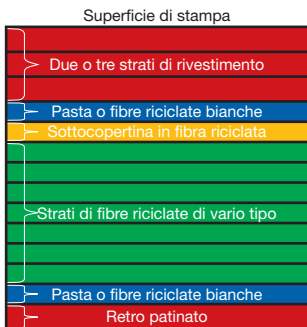 Superficie di stampa
Due o tre strati di rivestimento
Pasta o fibre riciclate bianche
Sottocopertina in fibra riciclata
Strati di fibre riciclate di vario tipo
Pasta o fibre riciclate bianche
Retro patinato